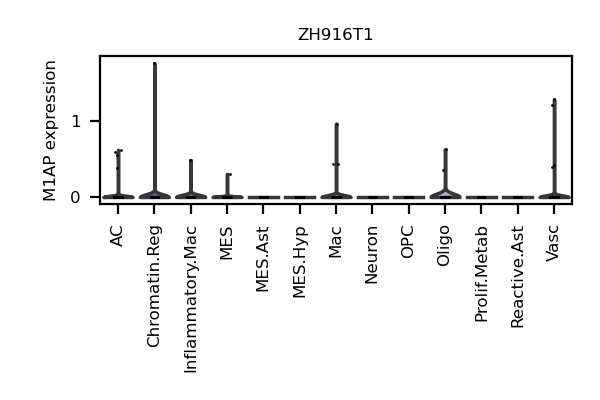 ZH916T1
M1AP expression
1
0
AC
Chromatin.Reg
Inflammatory.Mac
MES
MES.Ast
MES.Hyp
Mac
Neuron
OPC
Oligo
Prolif.Metab
Reactive.Ast
Vasc